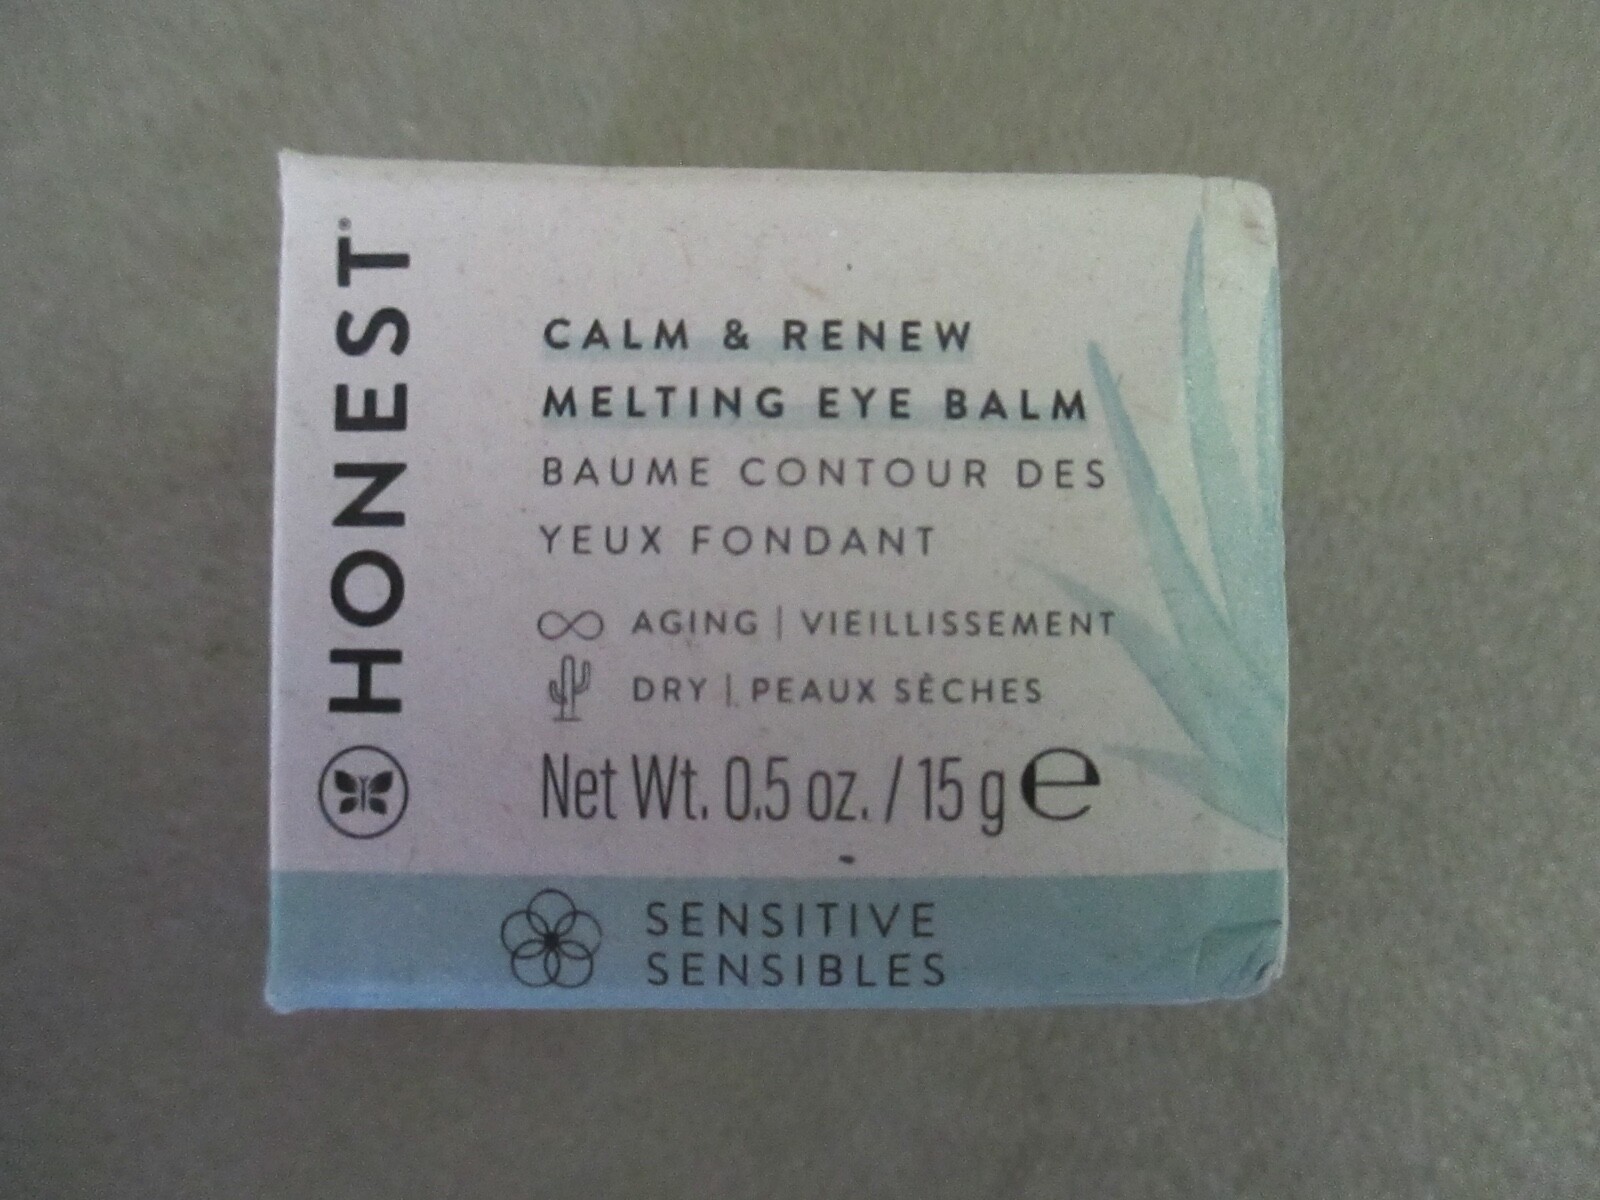 HONEST®
CALM & RENEW
MELTING EYE BALM
BAUME CONTOUR DES
YEUX FONDANT
AGING | VIEILLISSEMENT
DRY | PEAUX SÈCHES
Net Wt. 0.5 oz. / 15 g ℮
SENSITIVE
SENSIBLES